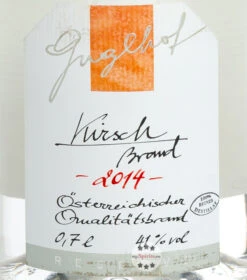 Guglhof
Kirsch
Brand
2014
Österreichischer
Qualitätsbrand
0,7 l 41% vol